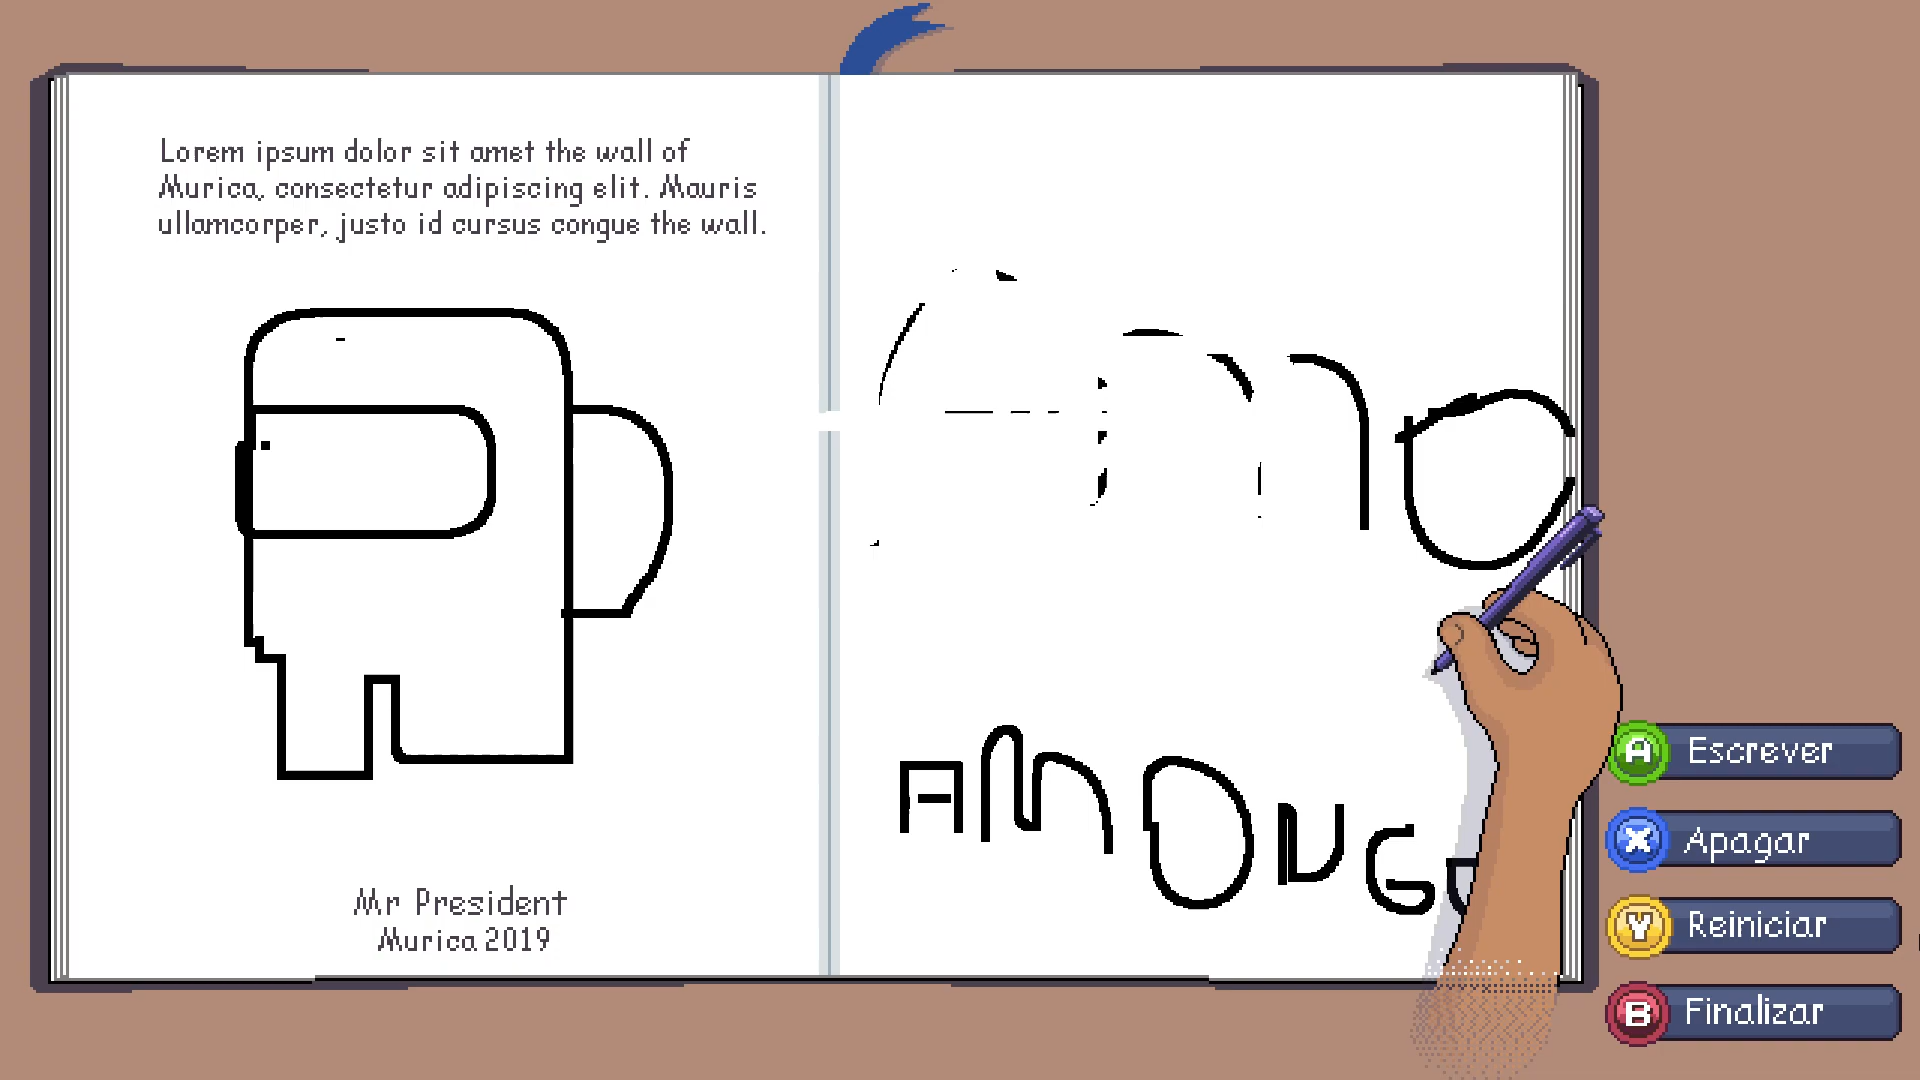 Lorem ipsum dolor sit amet the wall of
Murica, consectetur adipiscing elit. Mauris
ullamcorper, justo id cursus congue the wall.
Mr President
Murica 2019
AMONG
A Escrever
X Apagar
Y Reiniciar
B Finalizar